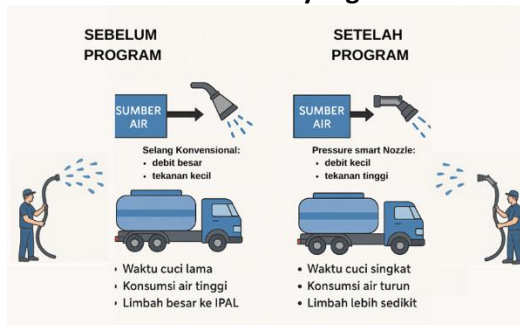 SEBELUM
PROGRAM
SUMBER
AIR
Selang Konvensional:
• debit besar
• tekanan kecil
• Waktu cuci lama
• Konsumsi air tinggi
• Limbah besar ke IPAL
SETELAH
PROGRAM
SUMBER
AIR
Pressure smart Nozzle:
• debit kecil
• tekanan tinggi
• Waktu cuci singkat
• Konsumsi air turun
• Limbah lebih sedikit